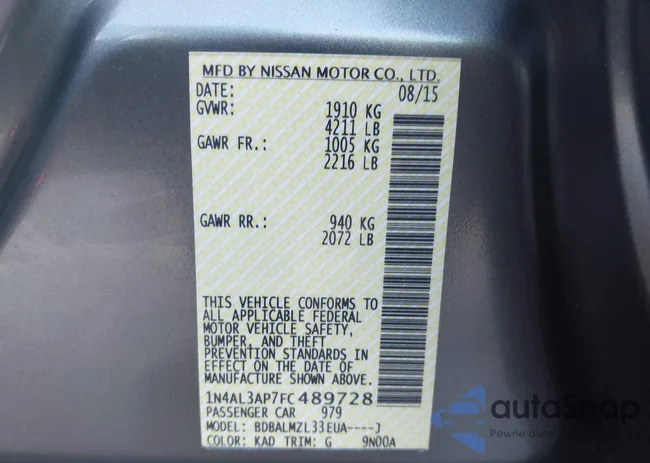 MFD BY NISSAN MOTOR CO., LTD.
DATE: 08/15
GVWR: 1910 KG
4211 LB
GAWR FR.: 1005 KG
2216 LB
GAWR RR.: 940 KG
2072 LB
THIS VEHICLE CONFORMS TO
ALL APPLICABLE FEDERAL
MOTOR VEHICLE SAFETY,
BUMPER, AND THEFT
PREVENTION STANDARDS IN
EFFECT ON THE DATE OF
MANUFACTURE SHOWN ABOVE.
1N4AL3AP7FC489728
PASSENGER CAR 979
MODEL: BDBALMZL33EUA----J
COLOR: KAD TRIM: G 9N00A
autoSnap
Pewne auto